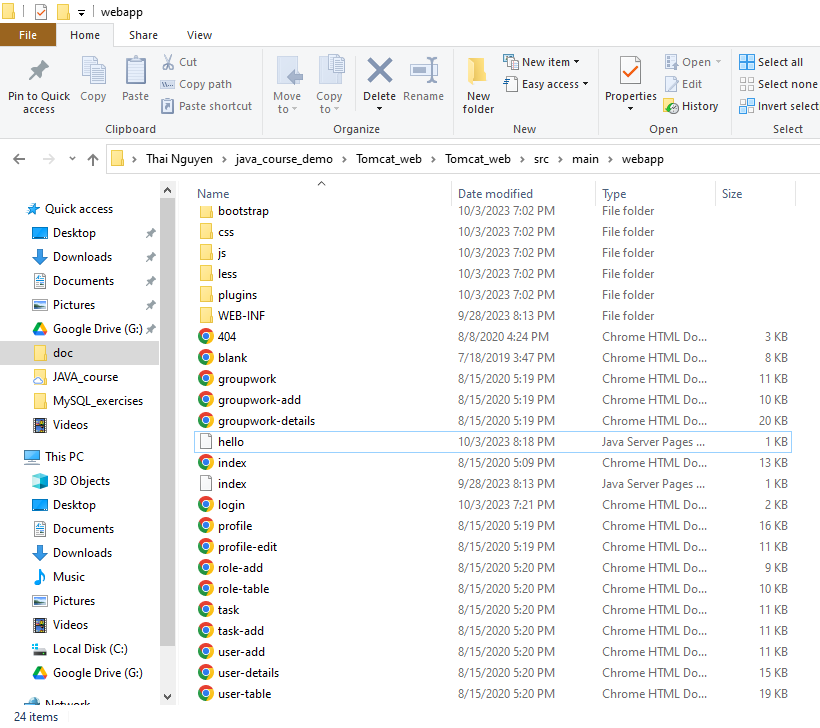 webapp
File Home Share View
Pin to Quick access
Copy
Paste
Cut
Copy path
Paste shortcut
Clipboard
Move to
Copy to
Delete
Rename
Organize
New folder
New item
Easy access
New
Properties
Open
Edit
History
Open
Select all
Select none
Invert select
Select
Thai Nguyen > java_course_demo > Tomcat_web > Tomcat_web > src > main > webapp
Quick access
Desktop
Downloads
Documents
Pictures
Google Drive (G:)
doc
JAVA_course
MySQL_exercises
Videos
This PC
3D Objects
Desktop
Documents
Downloads
Music
Pictures
Videos
Local Disk (C:)
Google Drive (G:)
Network
Name Date modified Type Size
bootstrap 10/3/2023 7:02 PM File folder
css 10/3/2023 7:02 PM File folder
js 10/3/2023 7:02 PM File folder
less 10/3/2023 7:02 PM File folder
plugins 10/3/2023 7:02 PM File folder
WEB-INF 9/28/2023 8:13 PM File folder
404 8/8/2020 4:24 PM Chrome HTML Do... 3 KB
blank 7/18/2019 3:47 PM Chrome HTML Do... 8 KB
groupwork 8/15/2020 5:19 PM Chrome HTML Do... 11 KB
groupwork-add 8/15/2020 5:19 PM Chrome HTML Do... 10 KB
groupwork-details 8/15/2020 5:19 PM Chrome HTML Do... 20 KB
hello 10/3/2023 8:18 PM Java Server Pages ... 1 KB
index 8/15/2020 5:09 PM Chrome HTML Do... 13 KB
index 9/28/2023 8:13 PM Java Server Pages ... 1 KB
login 10/3/2023 7:21 PM Chrome HTML Do... 2 KB
profile 8/15/2020 5:19 PM Chrome HTML Do... 16 KB
profile-edit 8/15/2020 5:19 PM Chrome HTML Do... 11 KB
role-add 8/15/2020 5:20 PM Chrome HTML Do... 9 KB
role-table 8/15/2020 5:20 PM Chrome HTML Do... 10 KB
task 8/15/2020 5:20 PM Chrome HTML Do... 11 KB
task-add 8/15/2020 5:20 PM Chrome HTML Do... 11 KB
user-add 8/15/2020 5:20 PM Chrome HTML Do... 11 KB
user-details 8/15/2020 5:20 PM Chrome HTML Do... 15 KB
user-table 8/15/2020 5:20 PM Chrome HTML Do... 19 KB
24 items